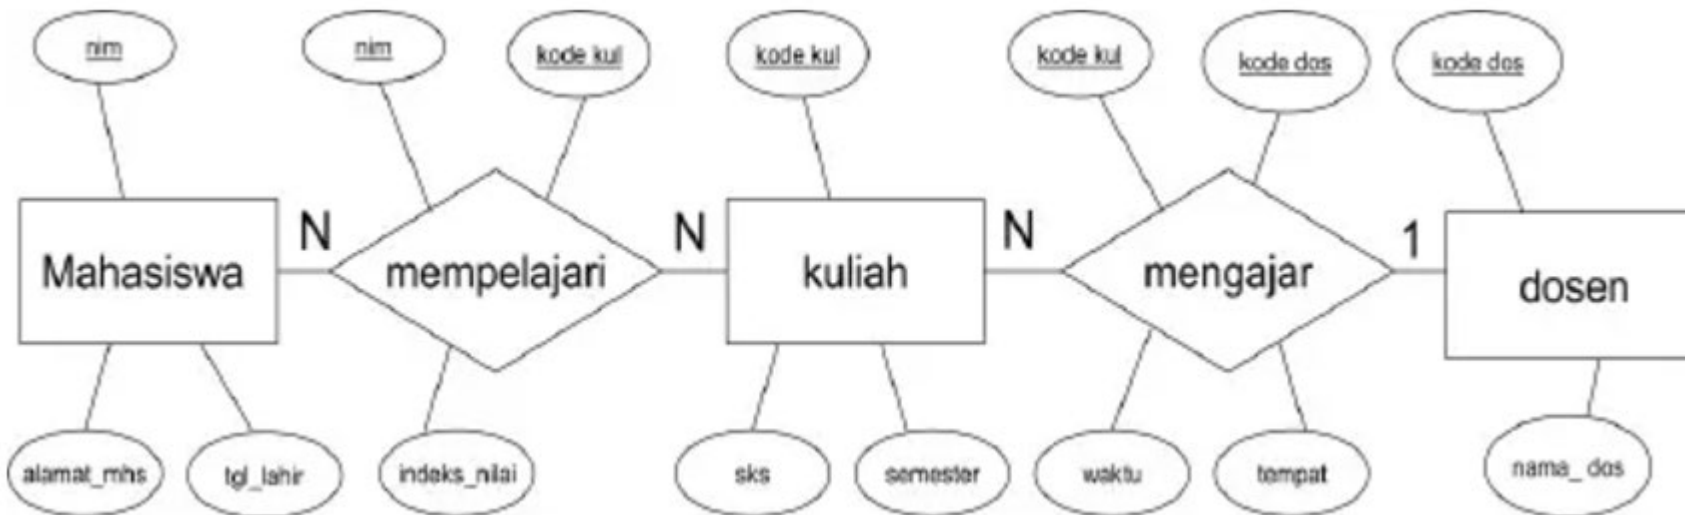 nim
nim
kode kul
kode kul
kode kul
kode dos
kode dos
Mahasiswa
N
mempelajari
N
kuliah
N
mengajar
1
dosen
alamat_mhs
tgl_lahir
indeks_nilai
sks
semester
waktu
tempat
nama_ dos